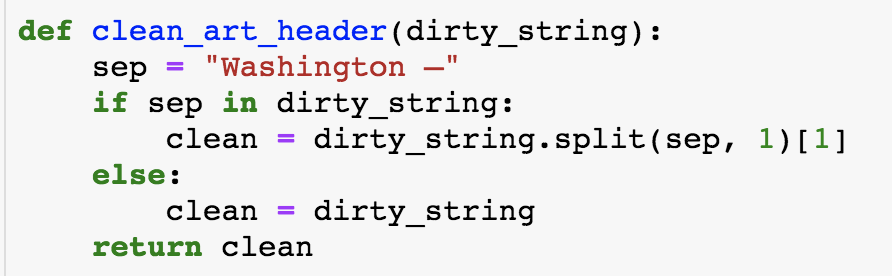 def clean_art_header(dirty_string):
    sep = "Washington —"
    if sep in dirty_string:
        clean = dirty_string.split(sep, 1)[1]
    else:
        clean = dirty_string
    return clean